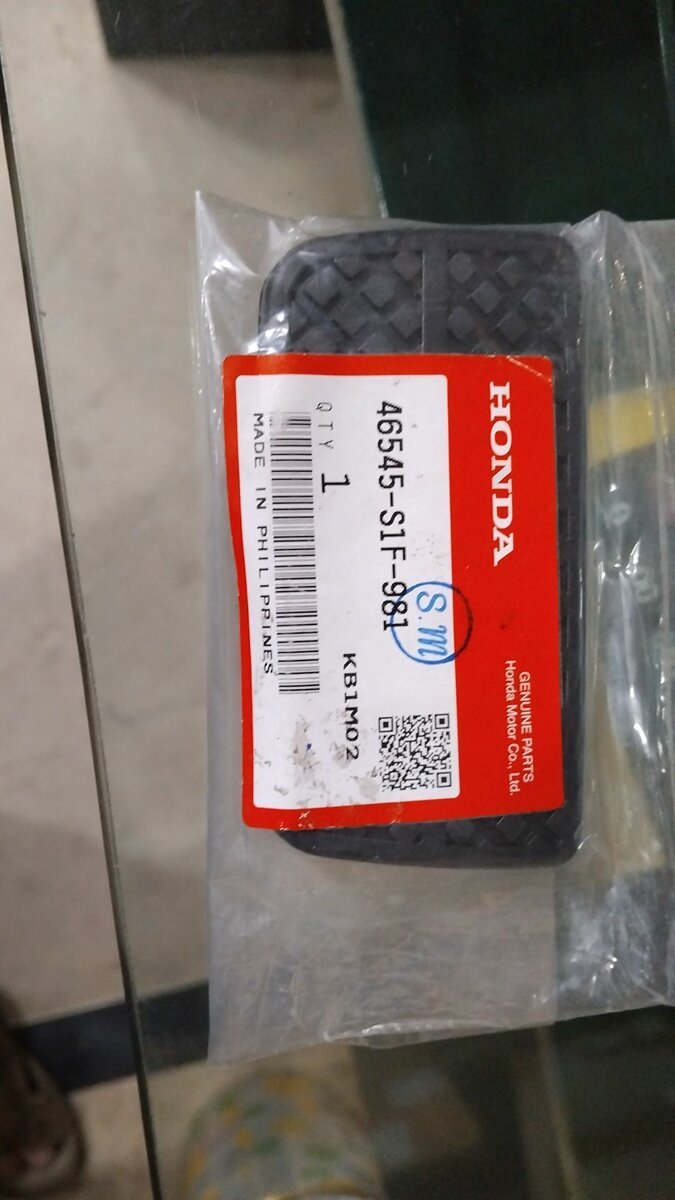 HONDA
GENUINE PARTS
Honda Motor Co., Ltd.
46545-S1F-981
S.M
KB1M02
QTY 1
MADE IN PHILIPPINES